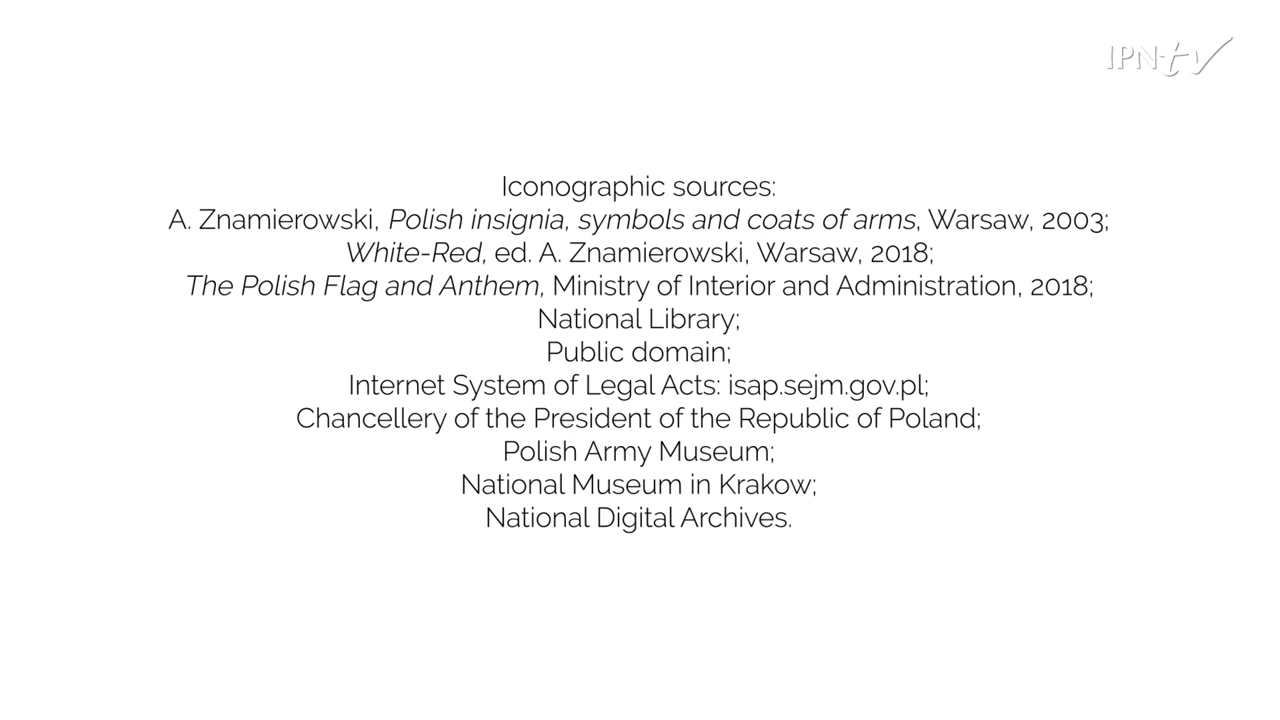 IPNtv
Iconographic sources:
A. Znamierowski, Polish insignia, symbols and coats of arms, Warsaw, 2003;
White-Red, ed. A. Znamierowski, Warsaw, 2018;
The Polish Flag and Anthem, Ministry of Interior and Administration, 2018;
National Library;
Public domain;
Internet System of Legal Acts: isap.sejm.gov.pl;
Chancellery of the President of the Republic of Poland;
Polish Army Museum;
National Museum in Krakow;
National Digital Archives.